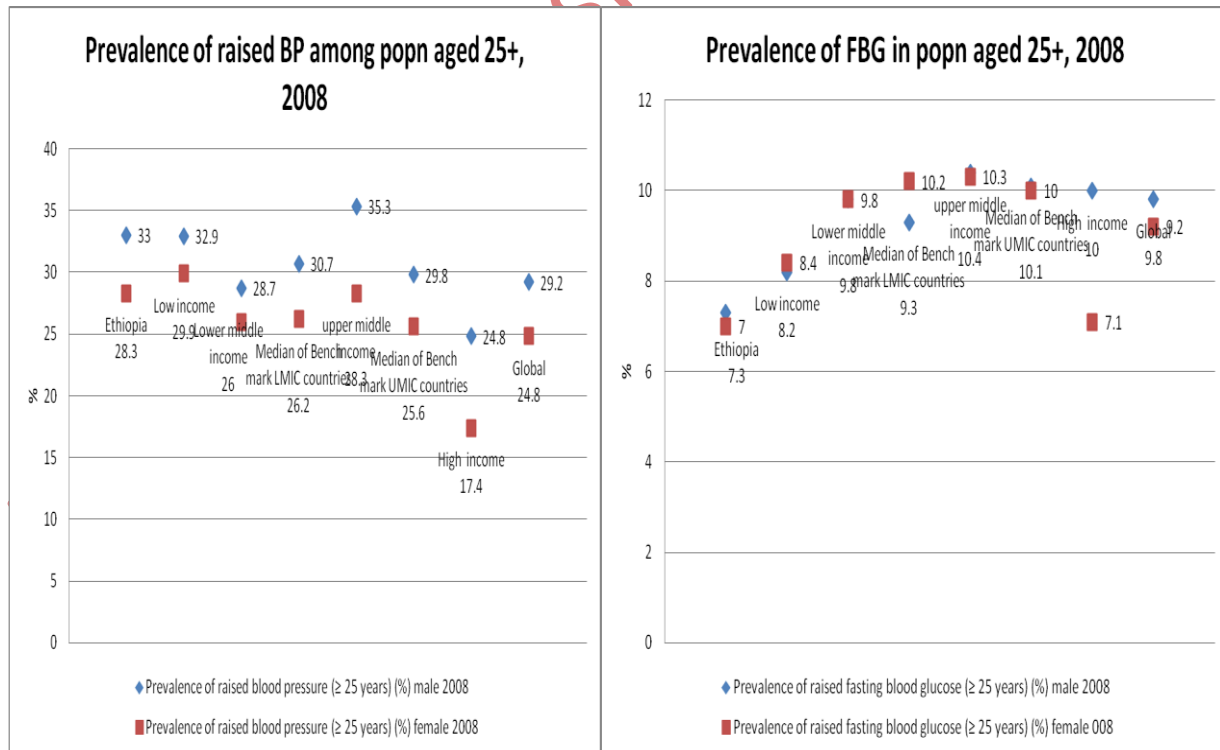 Prevalence of raised BP among popn aged 25+,
2008
40
35
30
25
20
15
10
5
0
%
33
32.9
28.7
30.7
35.3
29.8
24.8
29.2
Ethiopia
28.3
Low income
29.9
Lower middle
income
26
Median of Bench
mark LMIC countries
26.2
upper middle
income
28.3
Median of Bench
mark UMIC countries
25.6
High income
17.4
Global
24.8
Prevalence of raised blood pressure (≥ 25 years) (%) male 2008
Prevalence of raised blood pressure (≥ 25 years) (%) female 2008
Prevalence of FBG in popn aged 25+, 2008
12
10
8
6
4
2
0
%
7
8.4
9.8
10.2
10.3
10
7.1
9.2
Ethiopia
7.3
Low income
8.2
Lower middle
income
9.8
Median of Bench
mark LMIC countries
9.3
upper middle
income
10.4
Median of Bench
mark UMIC countries
10.1
High income
10
Global
9.8
Prevalence of raised fasting blood glucose (≥ 25 years) (%) male 2008
Prevalence of raised fasting blood glucose (≥ 25 years) (%) female 008